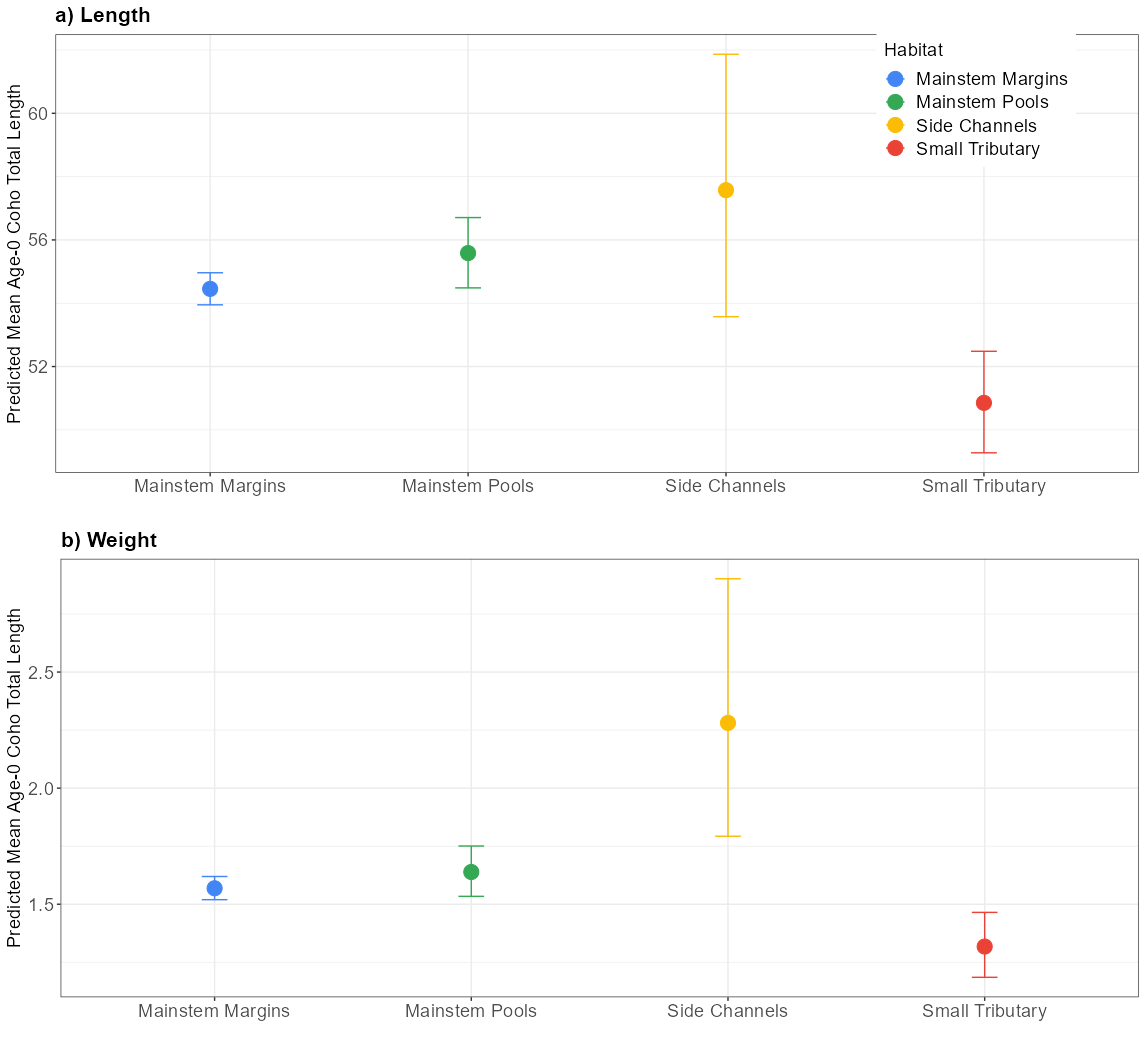 a) Length
Predicted Mean Age-0 Coho Total Length
60
56
52
Habitat
Mainstem Margins
Mainstem Pools
Side Channels
Small Tributary
Mainstem Margins
Mainstem Pools
Side Channels
Small Tributary
b) Weight
Predicted Mean Age-0 Coho Total Length
2.5
2.0
1.5
Mainstem Margins
Mainstem Pools
Side Channels
Small Tributary